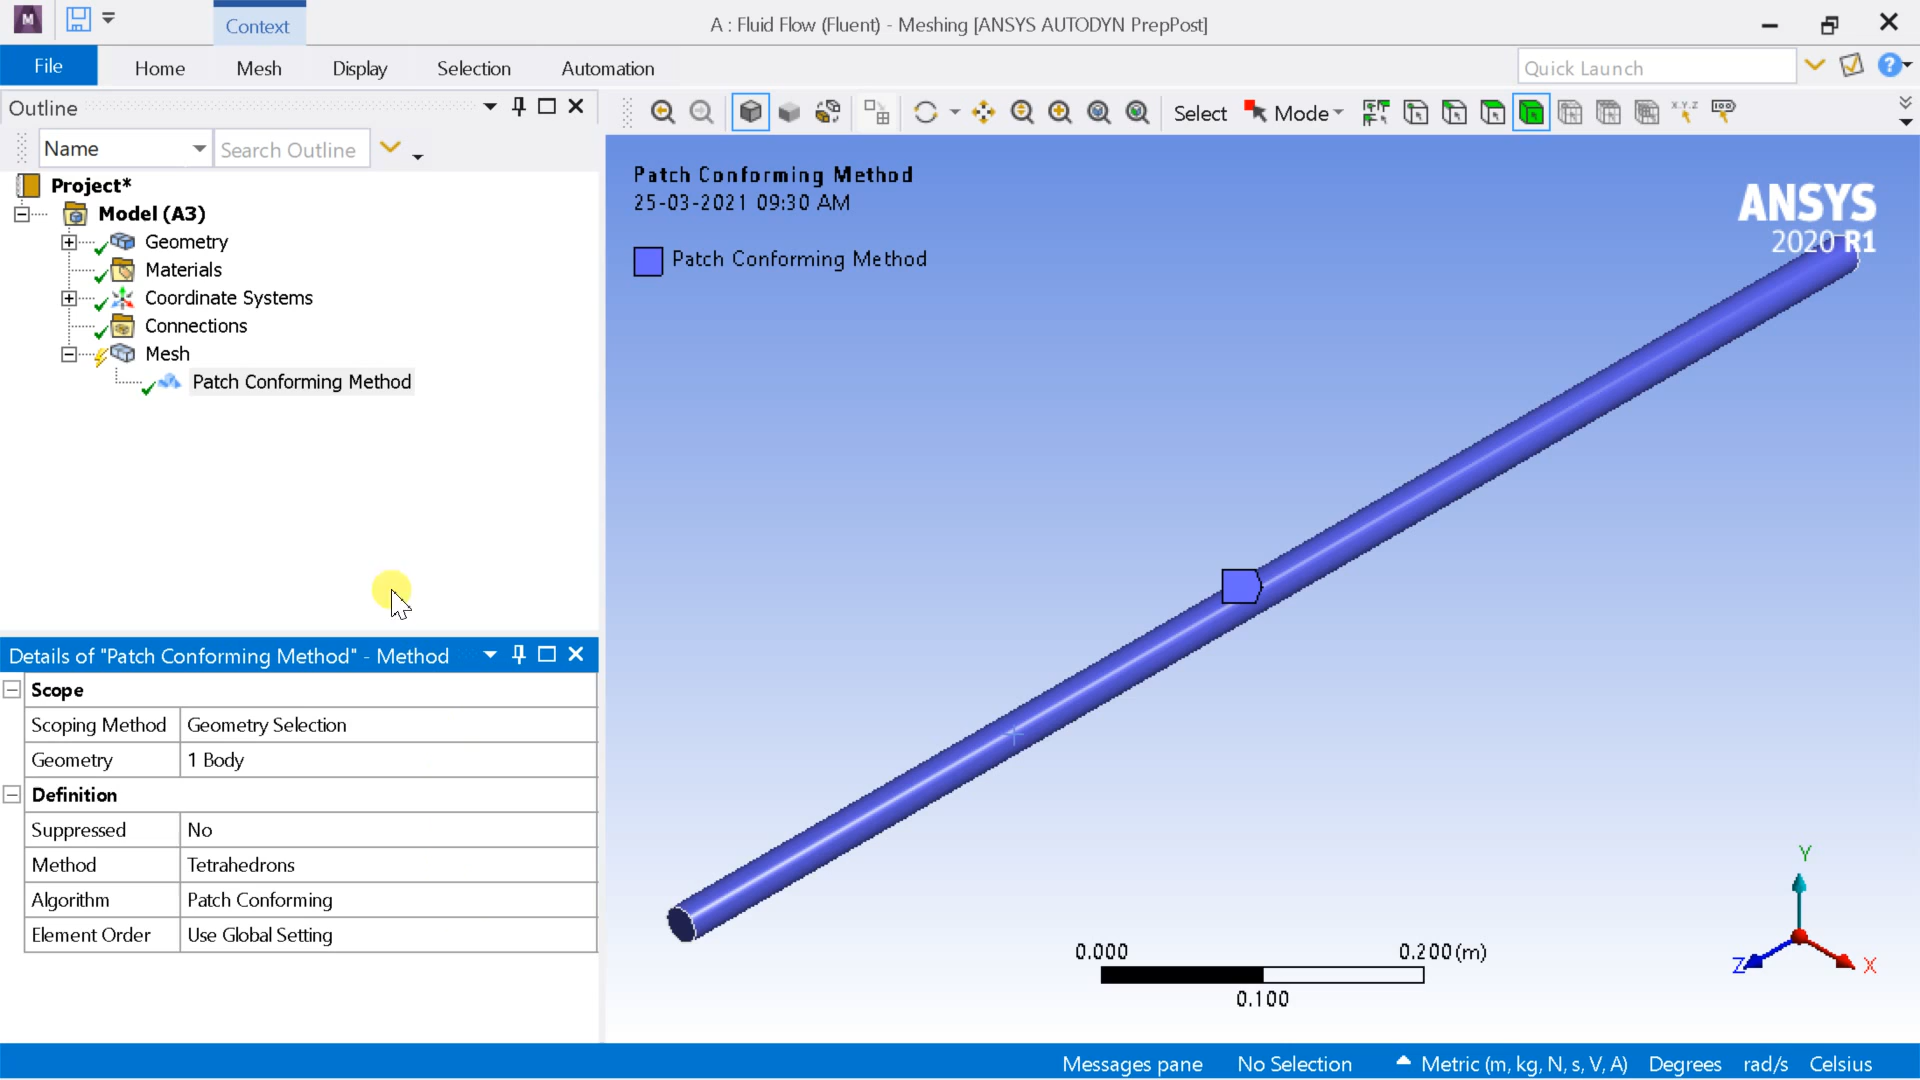 M
Context
A : Fluid Flow (Fluent) - Meshing [ANSYS AUTODYN PrepPost]
File
Home
Mesh
Display
Selection
Automation
Quick Launch
?
Outline
Select
Mode
X,Y,Z
Name
Search Outline
Project*
Model (A3)
Geometry
Materials
Coordinate Systems
Connections
Mesh
Patch Conforming Method
Patch Conforming Method
25-03-2021 09:30 AM
Patch Conforming Method
ANSYS
2020 R1
Details of "Patch Conforming Method" - Method
Scope
Scoping Method Geometry Selection
Geometry 1 Body
Definition
Suppressed No
Method Tetrahedrons
Algorithm Patch Conforming
Element Order Use Global Setting
0.000 0.200(m)
0.100
Y
Z X
Messages pane No Selection Metric (m, kg, N, s, V, A) Degrees rad/s Celsius